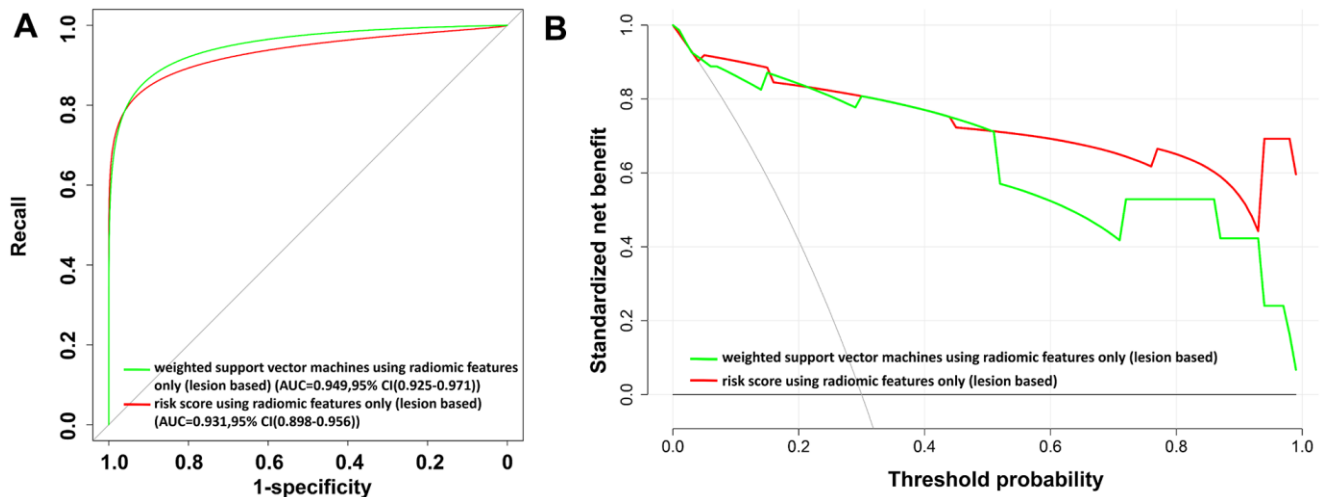 A
Recall
1.0
0.8
0.6
0.4
0.2
0.0
weighted support vector machines using radiomic features
only (lesion based) (AUC=0.949,95% CI(0.925-0.971))
risk score using radiomic features only (lesion based)
(AUC=0.931,95% CI(0.898-0.956))
1.0 0.8 0.6 0.4 0.2 0
1-specificity
B
Standardized net benefit
1.0
0.8
0.6
0.4
0.2
0.0
weighted support vector machines using radiomic features only (lesion based)
risk score using radiomic features only (lesion based)
0.0 0.2 0.4 0.6 0.8 1.0
Threshold probability